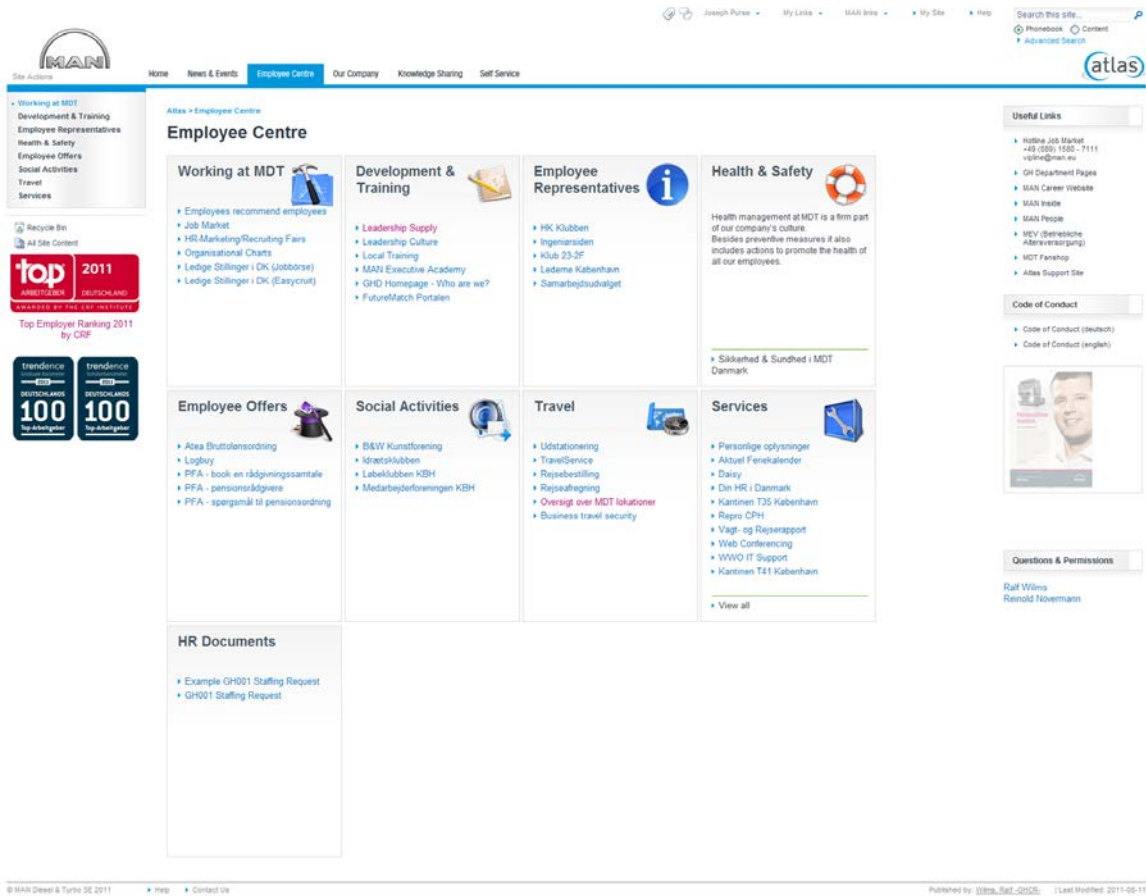 Joseph Purse
My Links
MAN links
My Site
Help
Search this site...
Phonebook
Content
Advanced Search
MAN
Site Actions
Home
News & Events
Employee Centre
Our Company
Knowledge Sharing
Self Service
atlas
Working at MDT
Development & Training
Employee Representatives
Health & Safety
Employee Offers
Social Activities
Travel
Services
Recycle Bin
All Site Content
top
2011
ARBEITGEBER
DEUTSCHLAND
AWARDED BY THE CRF INSTITUTE
Top Employer Ranking 2011
by CRF
trendence
2011
DEUTSCHLANDS
100
Top-Arbeitgeber
trendence
2011
DEUTSCHLANDS
100
Top-Arbeitgeber
Atlas > Employee Centre
Employee Centre
Working at MDT
Employees recommend employees
Job Market
HR-Marketing/Recruiting Fairs
Organisational Charts
Ledige Stillinger i DK (Jobbörse)
Ledige Stillinger i DK (Easycruit)
Development &
Training
Leadership Supply
Leadership Culture
Local Training
MAN Executive Academy
GHD Homepage - Who are we?
FutureMatch Portalen
Employee
Representatives
HK Klubben
Ingeniørsiden
Klub 23-2F
Lederne København
Samarbejdsudvalget
Health & Safety
Health management at MDT is a firm part
of our company's culture.
Besides preventive measures it also
includes actions to promote the health of
all our employees.
Sikkerhed & Sundhed i MDT
Danmark
Employee Offers
Atea Bruttolønsordning
Logbuy
PFA - book en rådgivningssamtale
PFA - pensionsrådgivere
PFA - spørgsmål til pensionsordning
Social Activities
B&W Kunstforening
Idrætsklubben
Løbeklubben KBH
Medarbejderforeningen KBH
Travel
Udstationering
TravelService
Rejsebestilling
Rejseafregning
Oversigt over MDT lokationer
Business travel security
Services
Personlige oplysninger
Aktuel Feriekalender
Daisy
Din HR i Danmark
Kantinen T35 København
Repro CPH
Vagt- og Rejserapport
Web Conferencing
WWO IT Support
Kantinen T41 København
View all
HR Documents
Example GH001 Staffing Request
GH001 Staffing Request
Useful Links
Hotline Job Market
+49 (089) 1580 - 7111
vipline@man.eu
GH Department Pages
MAN Career Website
MAN Inside
MAN People
MEV (Betriebliche
Altersversorgung)
MDT Fanshop
Atlas Support Site
Code of Conduct
Code of Conduct (deutsch)
Code of Conduct (english)
Questions & Permissions
Ralf Wilms
Reinold Növermann
© MAN Diesel & Turbo SE 2011
Help
Contact Us
Published by: Wilms, Ralf -GHCR-
| Last Modified: 2011-05-11